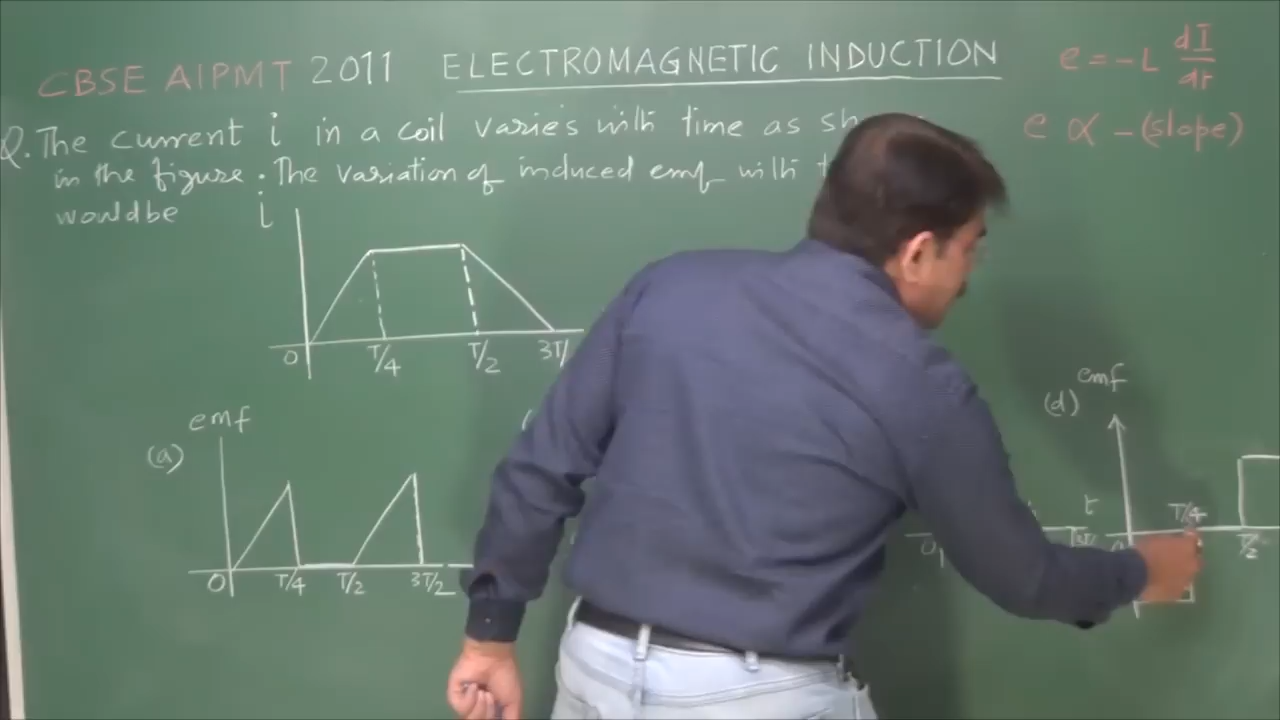 CBSE AIPMT 2011 ELECTROMAGNETIC INDUCTION
e = -L dI/dt
e ∝ -(slope)
Q. The current i in a coil varies with time as
in the figure. The variation of induced emf with
would be
i
0 T/4 T/2
(a) emf
0 T/4 T/2 3T/2
t
0
(d) emf
T/4
T/2